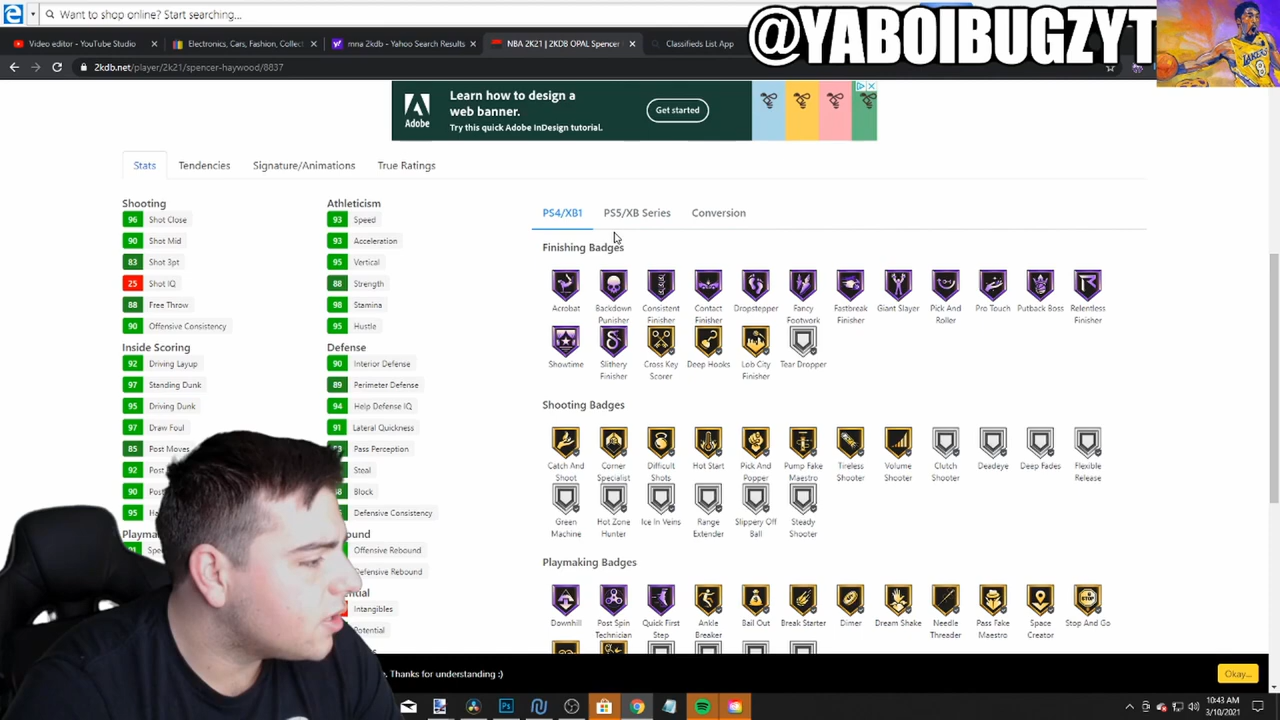 Want to shop online? Start searching...
@YABOIBUGZYT
Video editor - YouTube Studio
Electronics, Cars, Fashion, Collect
mna 2kdb - Yahoo Search Results
NBA 2K21 | 2KDB OPAL Spencer
Classifieds List App
2kdb.net/player/2k21/spencer-haywood/8837
LAKERS
8
Adobe
Learn how to design a
web banner.
Try this quick Adobe InDesign tutorial.
Get started
Stats
Tendencies
Signature/Animations
True Ratings
Shooting
96 Shot Close
90 Shot Mid
83 Shot 3pt
25 Shot IQ
88 Free Throw
90 Offensive Consistency
Inside Scoring
92 Driving Layup
97 Standing Dunk
95 Driving Dunk
97 Draw Foul
85 Post Moves
92 Post
90 Post
95 Ha
Playma
91 Spe
Athleticism
93 Speed
93 Acceleration
95 Vertical
88 Strength
98 Stamina
95 Hustle
Defense
90 Interior Defense
89 Perimeter Defense
94 Help Defense IQ
91 Lateral Quickness
Pass Perception
Steal
Block
Defensive Consistency
ound
Offensive Rebound
Defensive Rebound
ntial
Intangibles
Potential
PS4/XB1
PS5/XB Series
Conversion
Finishing Badges
Acrobat
Backdown Punisher
Consistent Finisher
Contact Finisher
Dropstepper
Fancy Footwork
Fastbreak Finisher
Giant Slayer
Pick And Roller
Pro Touch
Putback Boss
Relentless Finisher
Showtime
Slithery Finisher
Cross Key Scorer
Deep Hooks
Lob City Finisher
Tear Dropper
Shooting Badges
Catch And Shoot
Corner Specialist
Difficult Shots
Hot Start
Pick And Popper
Pump Fake Maestro
Tireless Shooter
Volume Shooter
Clutch Shooter
Deadeye
Deep Fades
Flexible Release
Green Machine
Hot Zone Hunter
Ice In Veins
Range Extender
Slippery Off Ball
Steady Shooter
Playmaking Badges
Downhill
Post Spin Technician
Quick First Step
Ankle Breaker
Bail Out
Break Starter
Dimer
Dream Shake
Needle Threader
Pass Fake Maestro
Space Creator
Stop And Go
. Thanks for understanding :)
Okay...
10:43 AM
3/10/2021